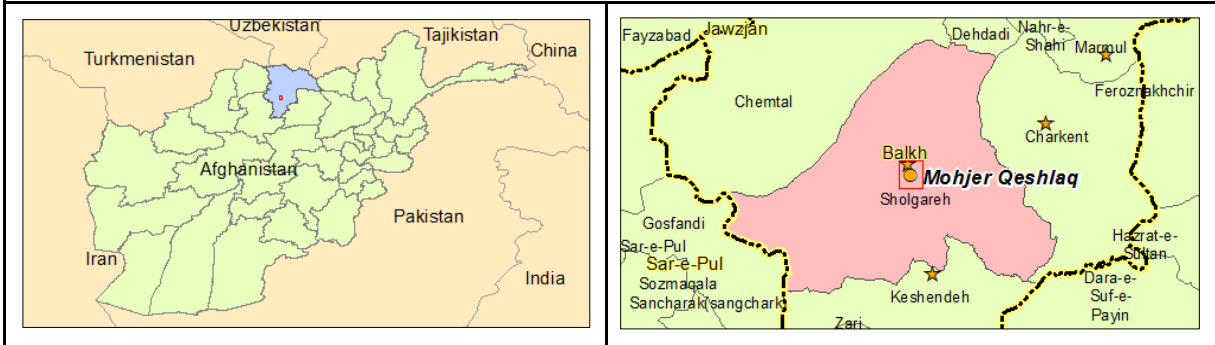 Uzbekistan
Tajikistan
China
Turkmenistan
Afghanistan
Pakistan
Iran
India
Fayzabad
Jawzjan
Dehdadi
Nahr-e-
Shahi
Marmul
Chemtal
Feroznakhchir
Charkent
Balkh
Mohjer Qeshlaq
Sholgareh
Gosfandi
Sar-e-Pul
Sar-e-Pul
Sozmaqala
Sancharak(sangchark)
Hazrat-e-
Sultan
Keshendeh
Dara-e-
Suf-e-
Payin
Zari